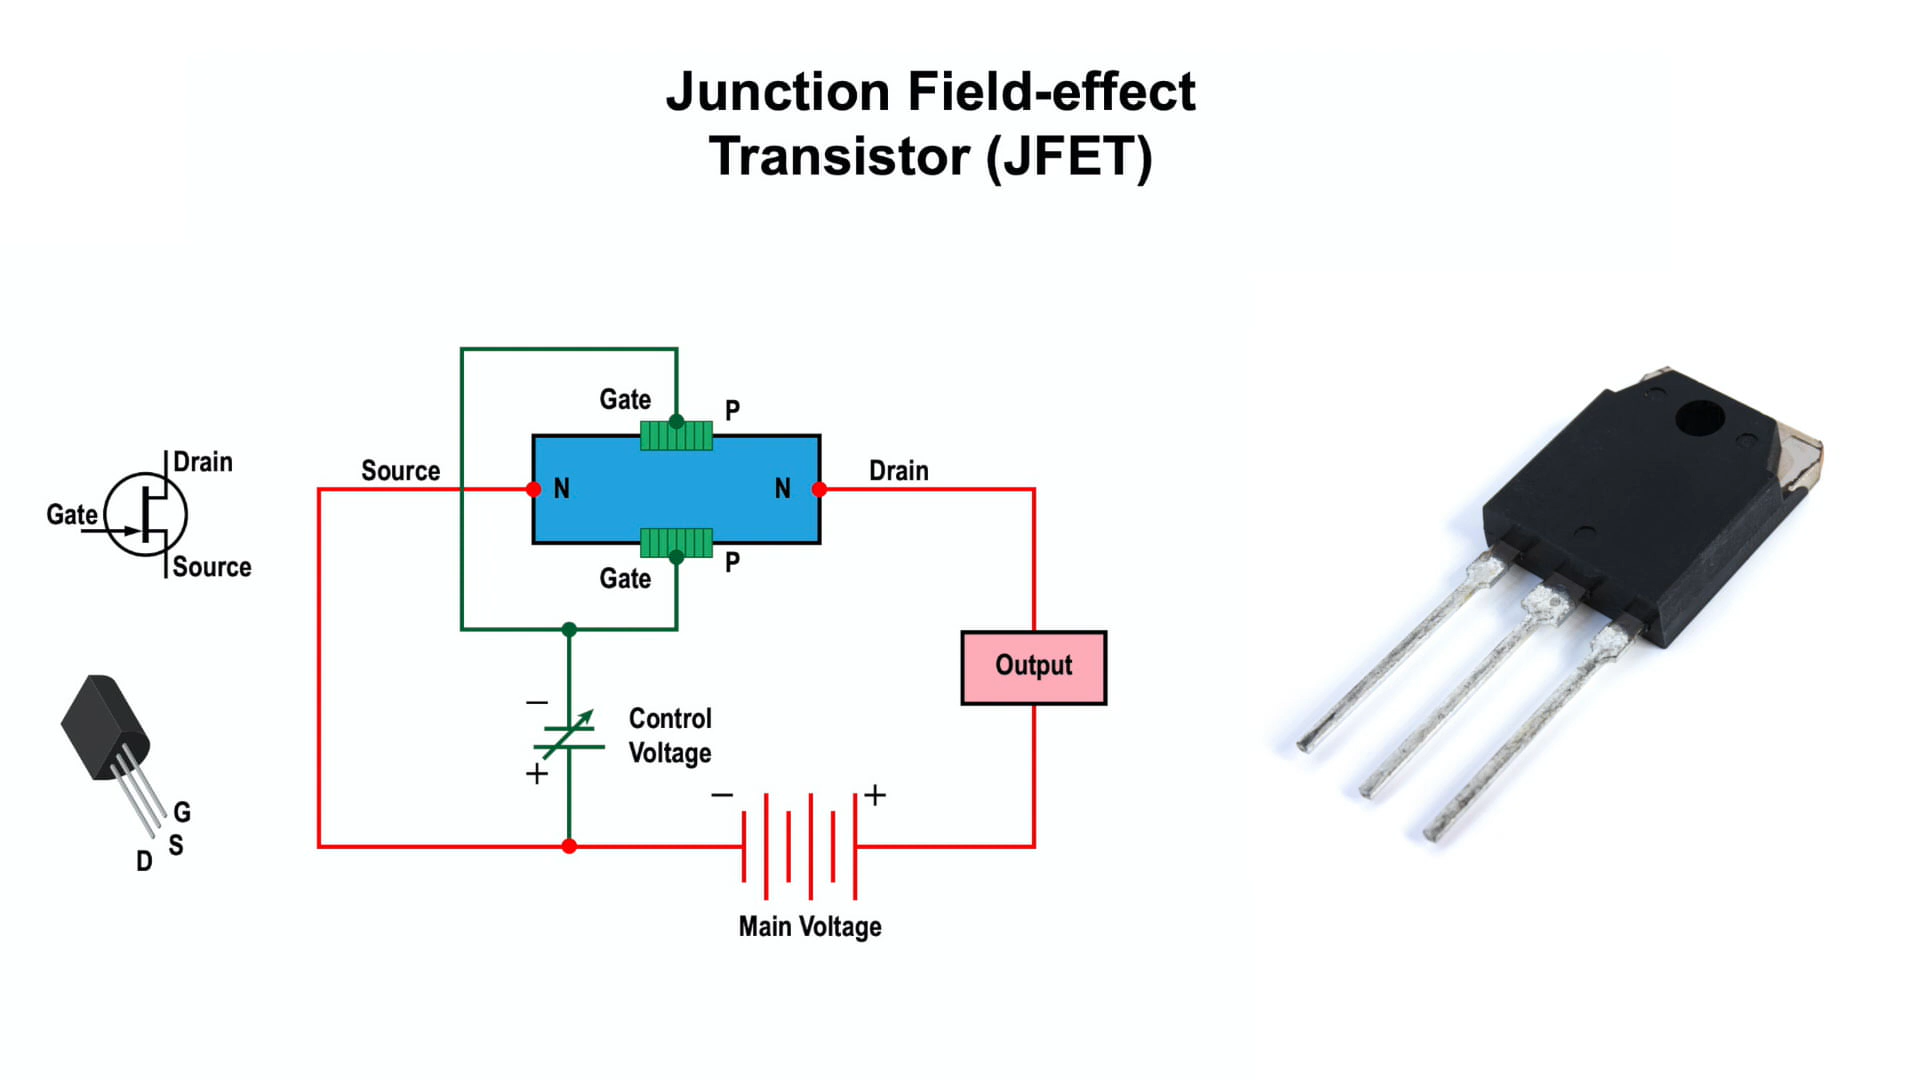 Junction Field-effect
Transistor (JFET)
Gate
P
Drain
Source
N
N
Drain
Gate
Source
Gate
P
Output
−
Control
Voltage
+
−
+
G
S
D
Main Voltage